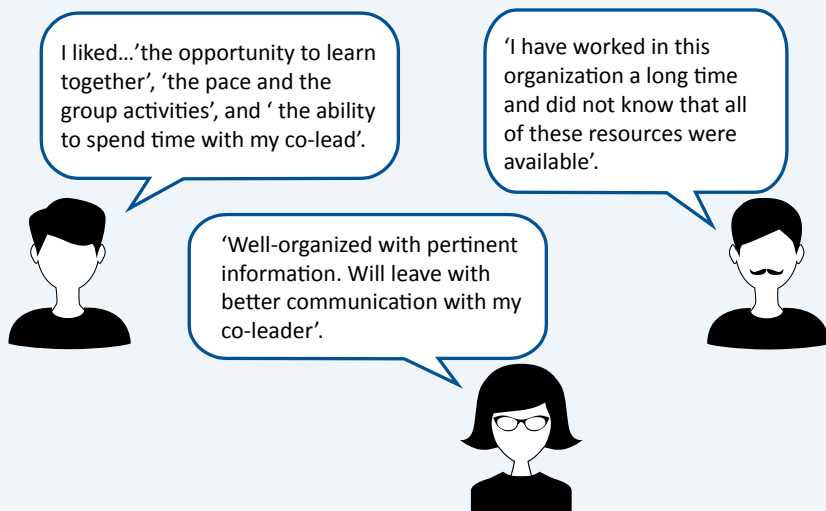 I liked…’the opportunity to learn
together’, ‘the pace and the
group activities’, and ‘ the ability
to spend time with my co-lead’.
‘I have worked in this
organization a long time
and did not know that all
of these resources were
available’.
‘Well-organized with pertinent
information. Will leave with
better communication with my
co-leader’.